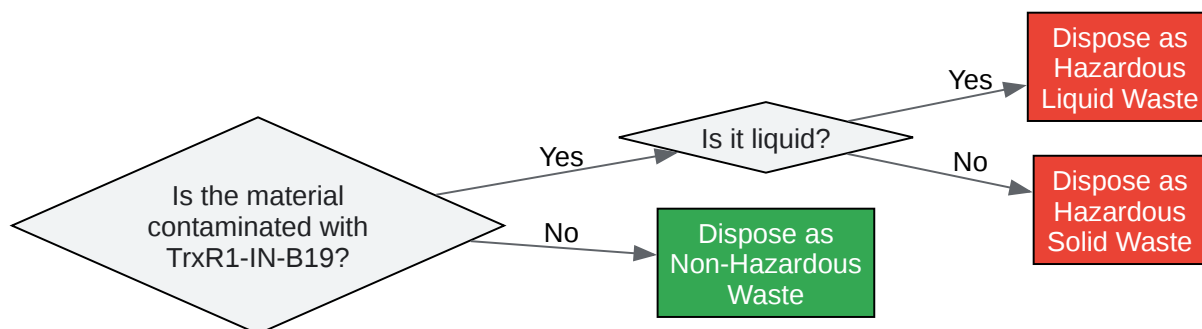 Is the material
contaminated with
TrxR1-IN-B19?
Yes
No
Is it liquid?
Yes
No
Dispose as
Hazardous
Liquid Waste
Dispose as
Hazardous
Solid Waste
Dispose as
Non-Hazardous
Waste